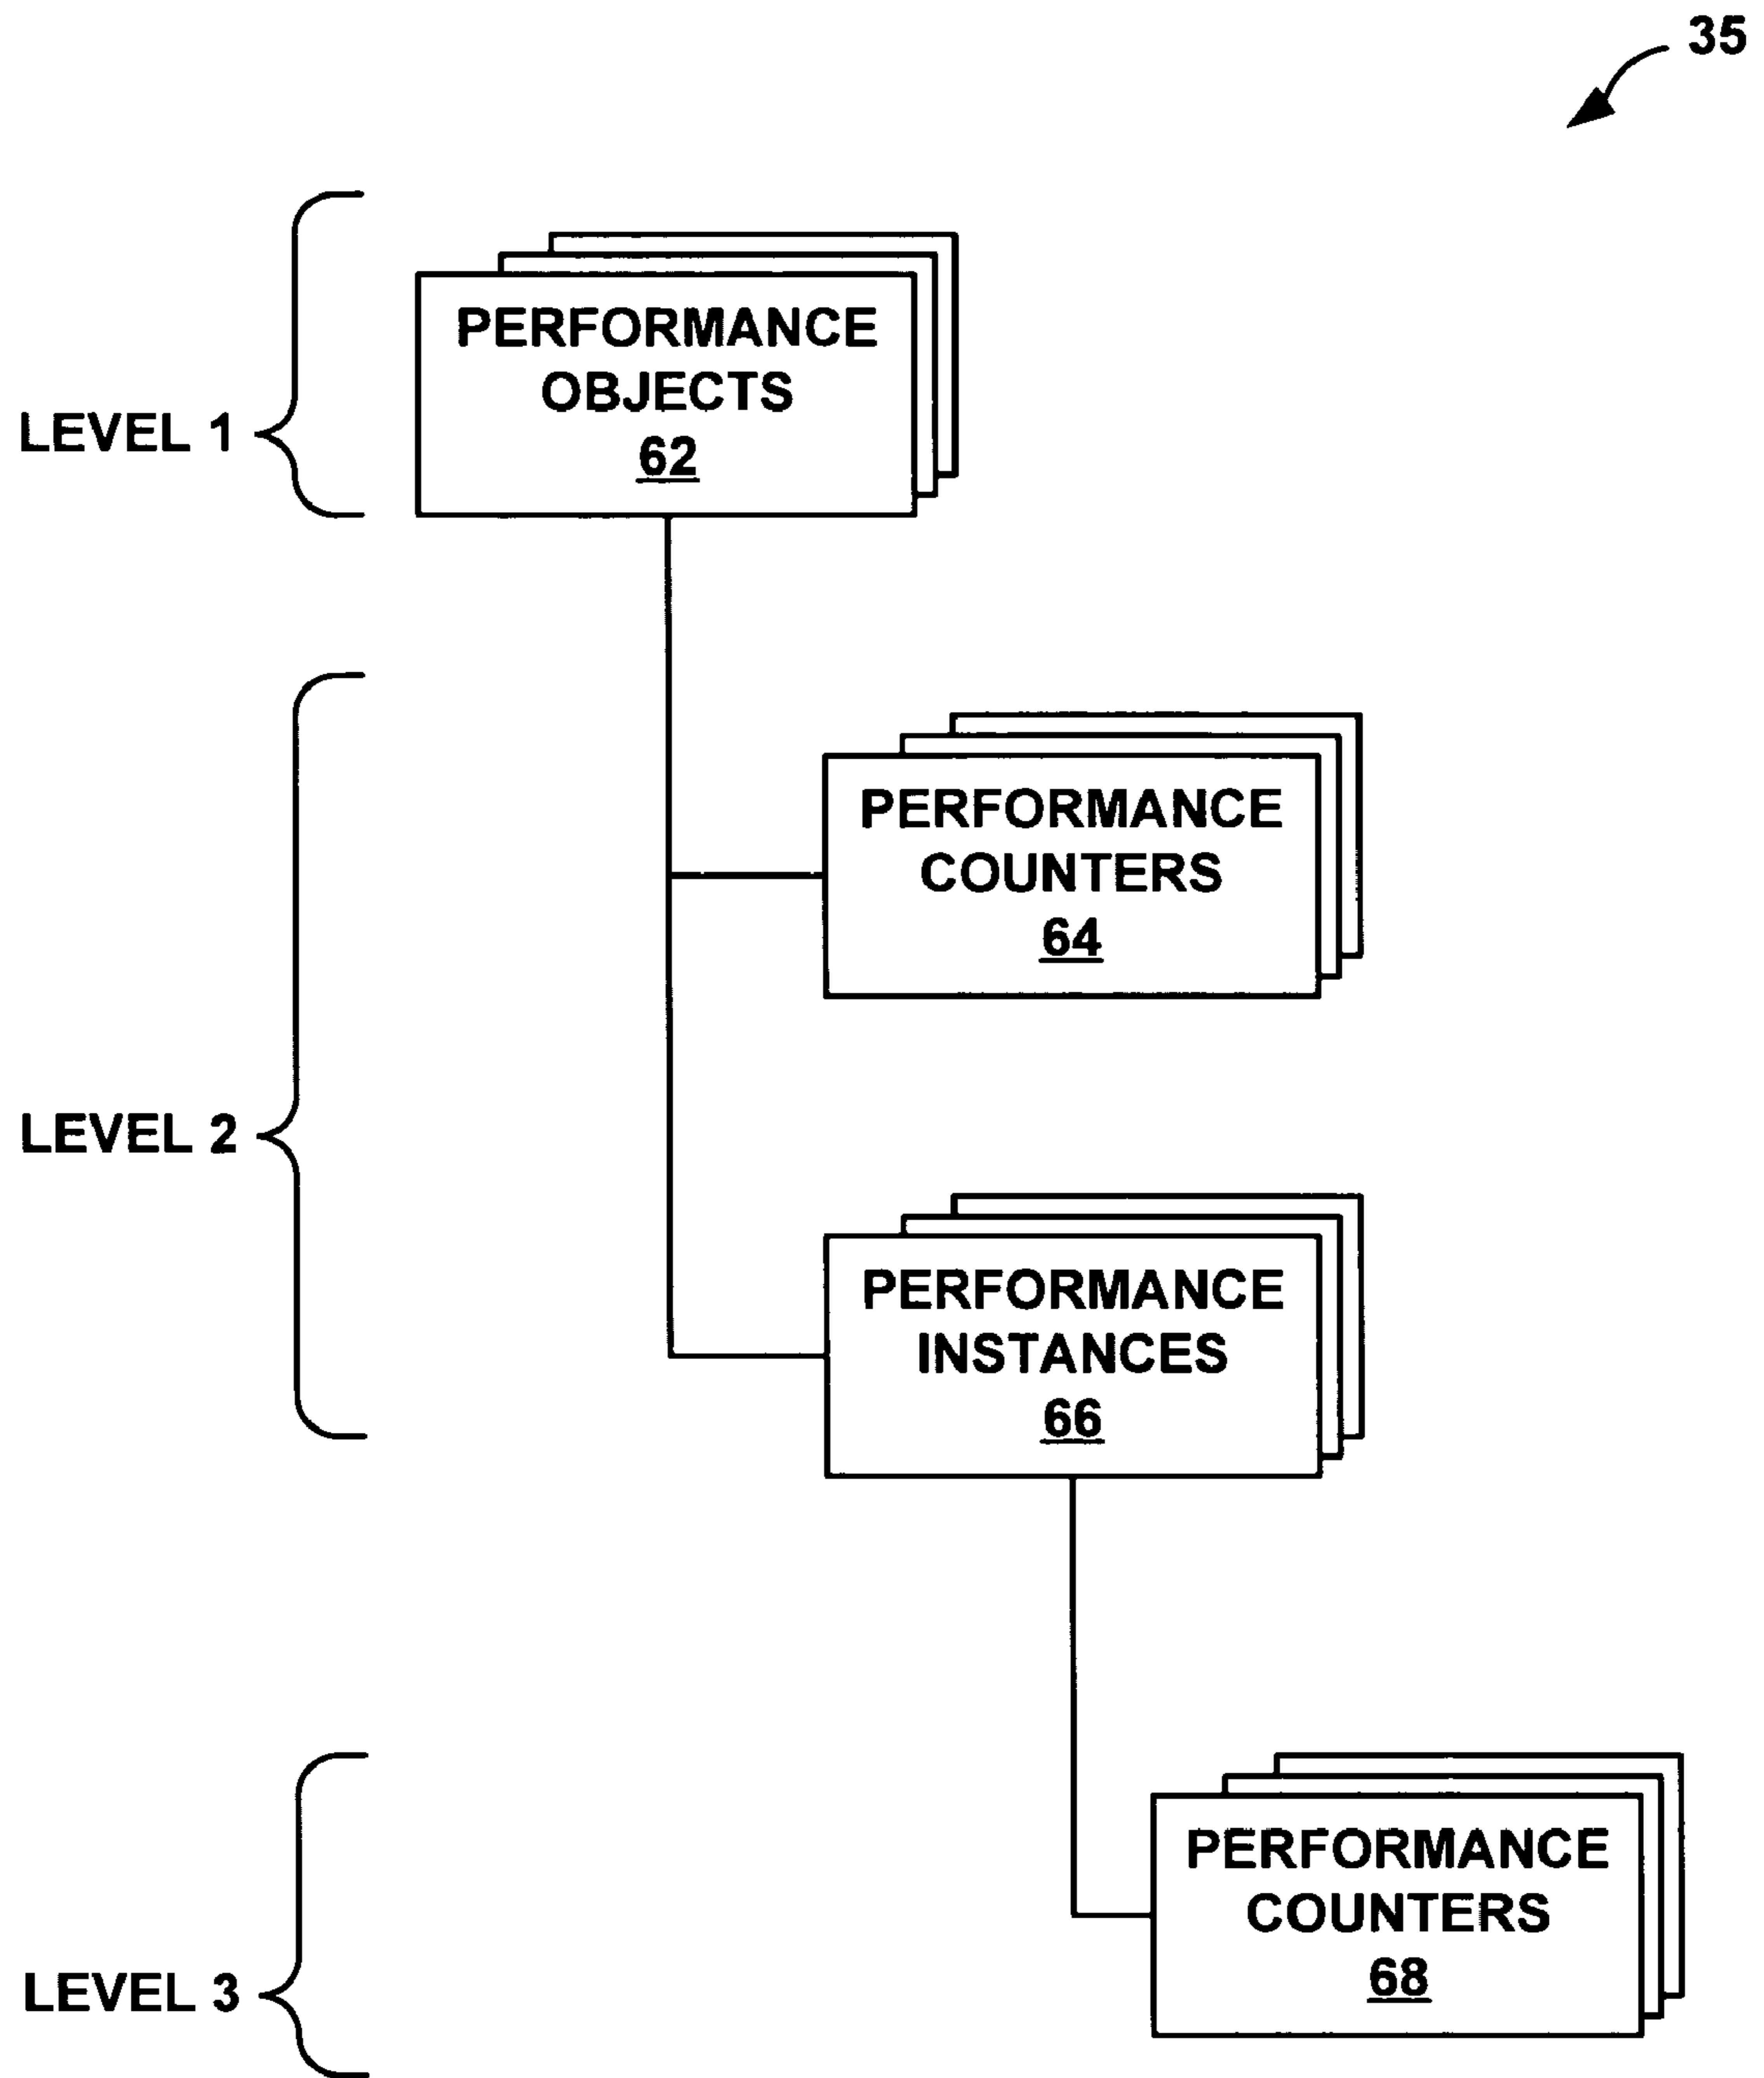 35
PERFORMANCE
OBJECTS
62
LEVEL 1
PERFORMANCE
COUNTERS
64
LEVEL 2
PERFORMANCE
INSTANCES
66
PERFORMANCE
COUNTERS
68
LEVEL 3